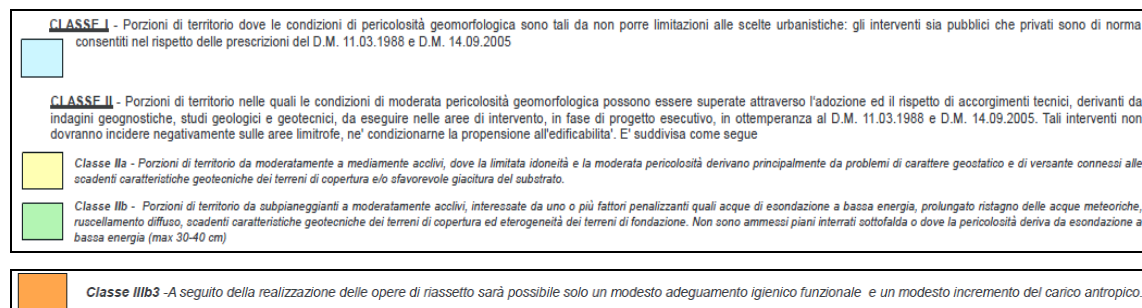 CLASSE I - Porzioni di territorio dove le condizioni di pericolosità geomorfologica sono tali da non porre limitazioni alle scelte urbanistiche: gli interventi sia pubblici che privati sono di norma
consentiti nel rispetto delle prescrizioni del D.M. 11.03.1988 e D.M. 14.09.2005
CLASSE II - Porzioni di territorio nelle quali le condizioni di moderata pericolosità geomorfologica possono essere superate attraverso l'adozione ed il rispetto di accorgimenti tecnici, derivanti da
indagini geognostiche, studi geologici e geotecnici, da eseguire nelle aree di intervento, in fase di progetto esecutivo, in ottemperanza al D.M. 11.03.1988 e D.M. 14.09.2005. Tali interventi non
dovranno incidere negativamente sulle aree limitrofe, ne' condizionarne la propensione all'edificabilita'. E' suddivisa come segue
Classe IIa - Porzioni di territorio da moderatamente a mediamente acclivi, dove la limitata idoneità e la moderata pericolosità derivano principalmente da problemi di carattere geostatico e di versante connessi alle
scadenti caratteristiche geotecniche dei terreni di copertura e/o sfavorevole giacitura del substrato.
Classe IIb - Porzioni di territorio da subpianeggianti a moderatamente acclivi, interessate da uno o più fattori penalizzanti quali acque di esondazione a bassa energia, prolungato ristagno delle acque meteoriche,
ruscellamento diffuso, scadenti caratteristiche geotecniche dei terreni di copertura ed eterogeneità dei terreni di fondazione. Non sono ammessi piani interrati sottofalda o dove la pericolosità deriva da esondazione a
bassa energia (max 30-40 cm)
Classe IIIb3 -A seguito della realizzazione delle opere di riassetto sarà possibile solo un modesto adeguamento igienico funzionale e un modesto incremento del carico antropico.